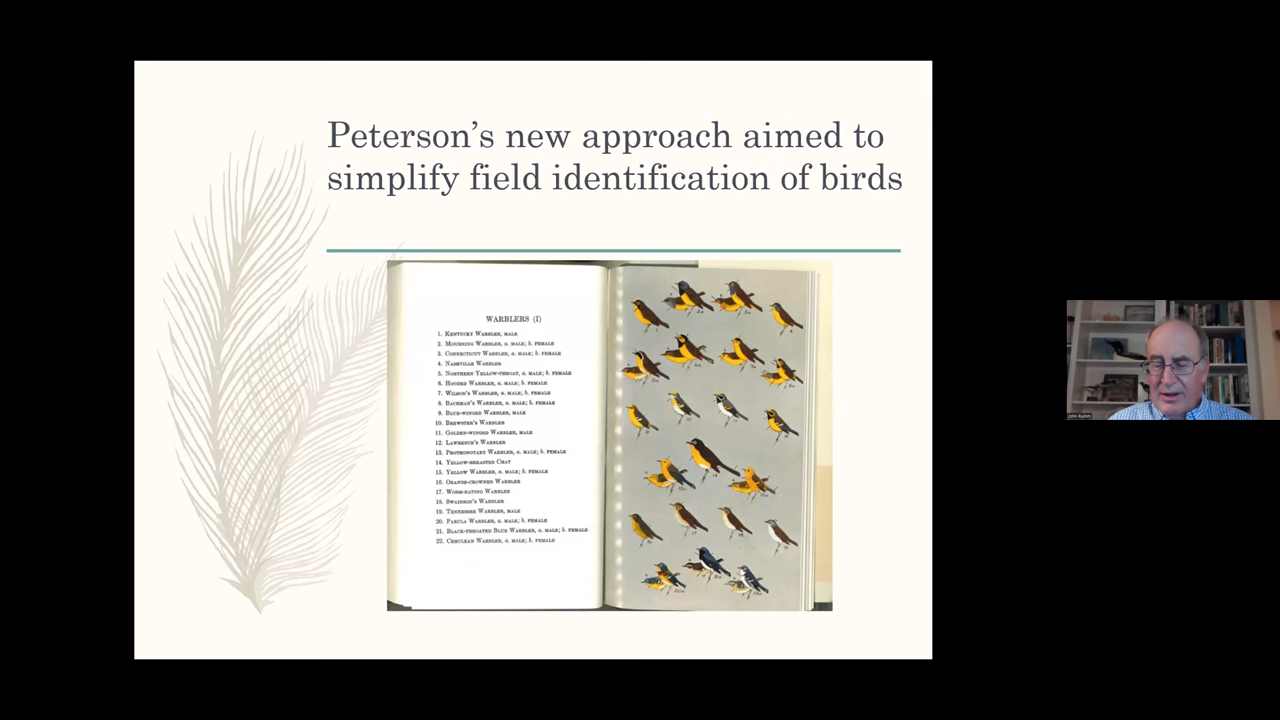 Peterson's new approach aimed to
simplify field identification of birds
WARBLERS (I)
1. KENTUCKY WARBLER, MALE
2. MOURNING WARBLER, a. MALE; b. FEMALE
3. CONNECTICUT WARBLER, a. MALE; b. FEMALE
4. NASHVILLE WARBLER
5. NORTHERN YELLOW-THROAT, a. MALE; b. FEMALE
6. HOODED WARBLER, a. MALE; b. FEMALE
7. WILSON'S WARBLER, a. MALE; b. FEMALE
8. BACHMAN'S WARBLER, a. MALE; b. FEMALE
9. BLUE-WINGED WARBLER, MALE
10. BREWSTER'S WARBLER
11. GOLDEN-WINGED WARBLER, MALE
12. LAWRENCE'S WARBLER
13. PROTHONOTARY WARBLER, a. MALE; b. FEMALE
14. YELLOW-BREASTED CHAT
15. YELLOW WARBLER, a. MALE; b. FEMALE
16. ORANGE-CROWNED WARBLER
17. WORM-EATING WARBLER
18. SWAINSON'S WARBLER
19. TENNESSEE WARBLER, MALE
20. PARULA WARBLER, a. MALE; b. FEMALE
21. BLACK-THROATED BLUE WARBLER, a. MALE; b. FEMALE
22. CERULEAN WARBLER, a. MALE; b. FEMALE